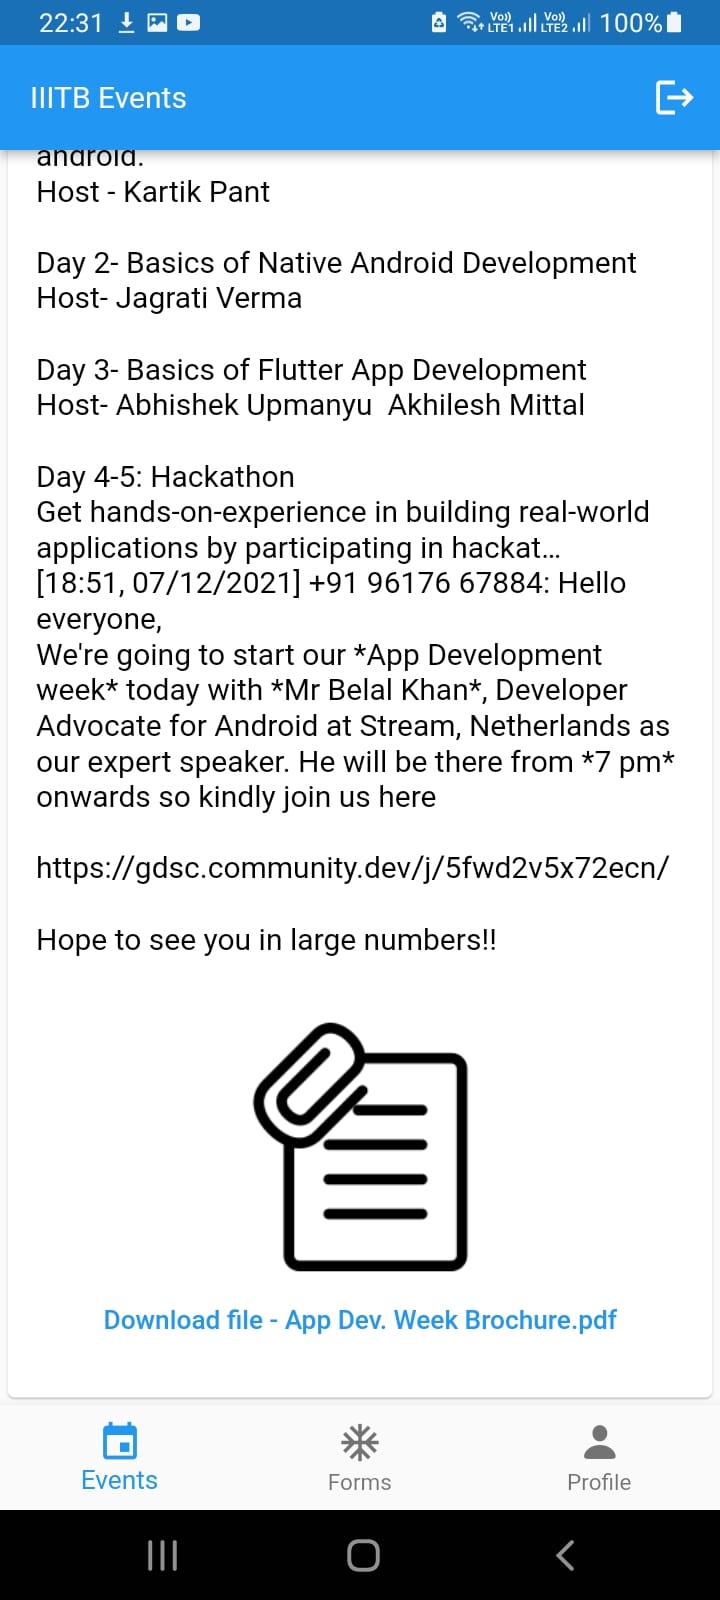 22:31
Vo)) LTE1 Vo)) LTE2 100%
IIITB Events
android.
Host - Kartik Pant
Day 2- Basics of Native Android Development
Host- Jagrati Verma
Day 3- Basics of Flutter App Development
Host- Abhishek Upmanyu  Akhilesh Mittal
Day 4-5: Hackathon
Get hands-on-experience in building real-world
applications by participating in hackat...
[18:51, 07/12/2021] +91 96176 67884: Hello
everyone,
We're going to start our *App Development
week* today with *Mr Belal Khan*, Developer
Advocate for Android at Stream, Netherlands as
our expert speaker. He will be there from *7 pm*
onwards so kindly join us here
https://gdsc.community.dev/j/5fwd2v5x72ecn/
Hope to see you in large numbers!!
Download file - App Dev. Week Brochure.pdf
Events
Forms
Profile